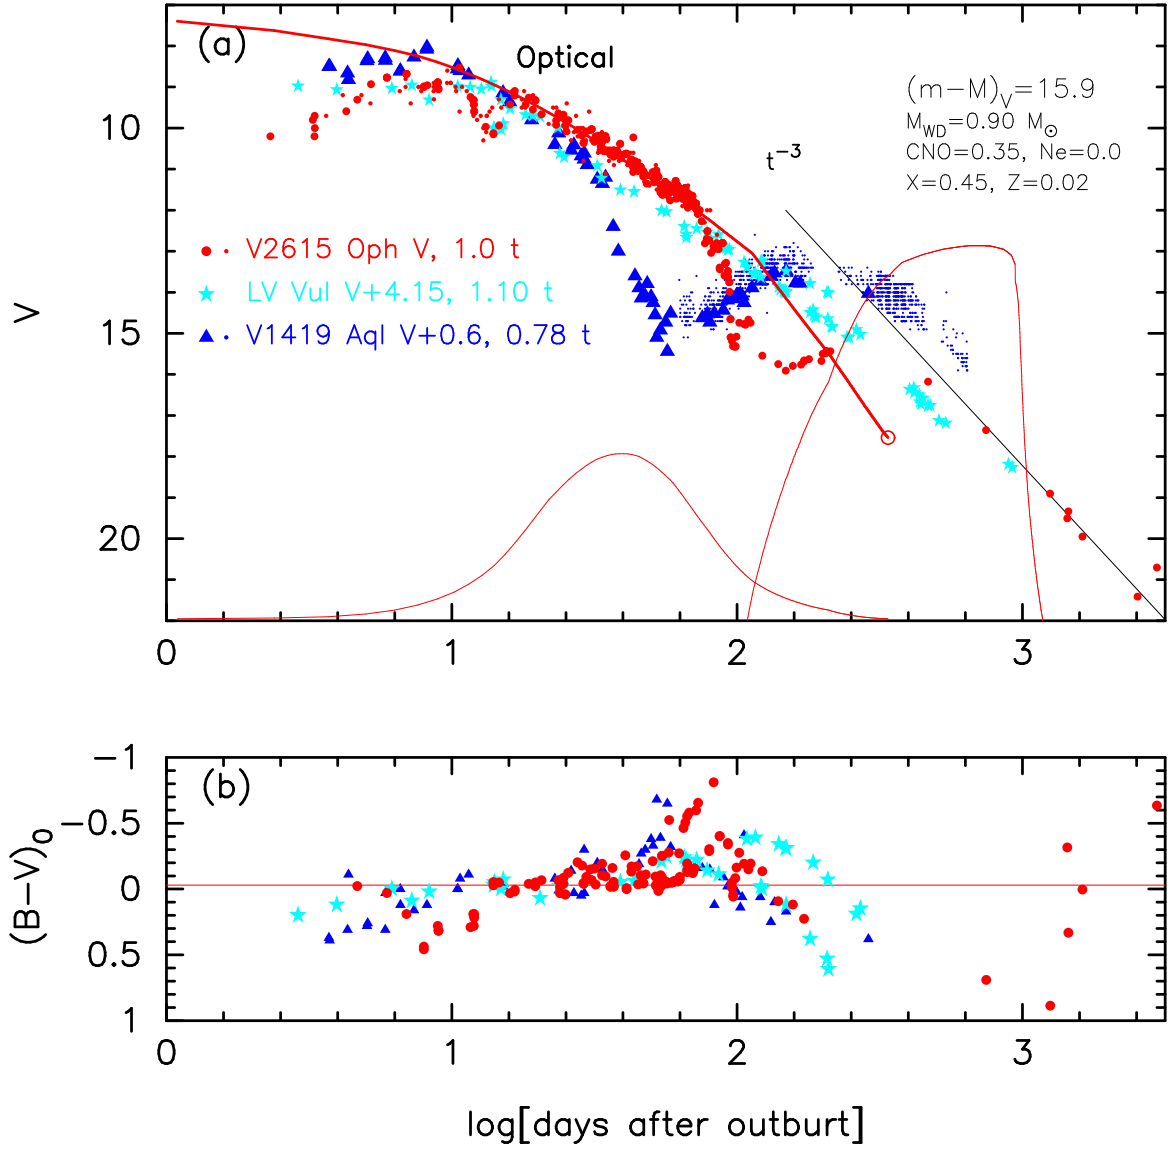 (a)
Optical
(m−M)V=15.9
MWD=0.90 M⊙
CNO=0.35, Ne=0.0
X=0.45, Z=0.02
t−3
V2615 Oph V, 1.0 t
LV Vul V+4.15, 1.10 t
V1419 Aql V+0.6, 0.78 t
V
10
15
20
0 1 2 3
(b)
(B−V)0
−1
−0.5
0
0.5
1
0 1 2 3
log[days after outburt]